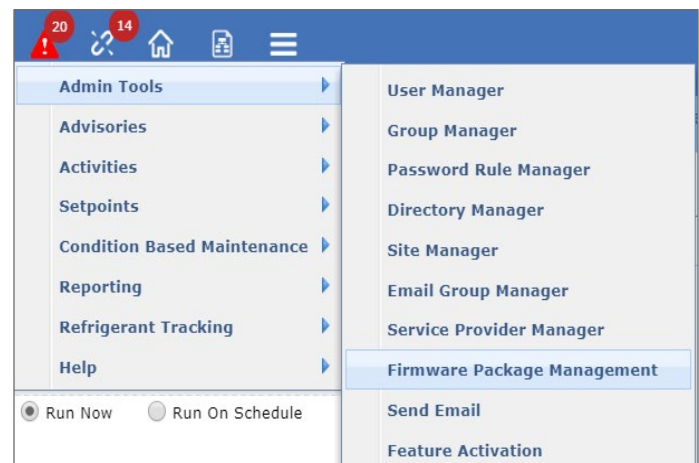 20
14
Admin Tools
Advisories
Activities
Setpoints
Condition Based Maintenance
Reporting
Refrigerant Tracking
Help
User Manager
Group Manager
Password Rule Manager
Directory Manager
Site Manager
Email Group Manager
Service Provider Manager
Firmware Package Management
Send Email
Feature Activation
Run Now
Run On Schedule